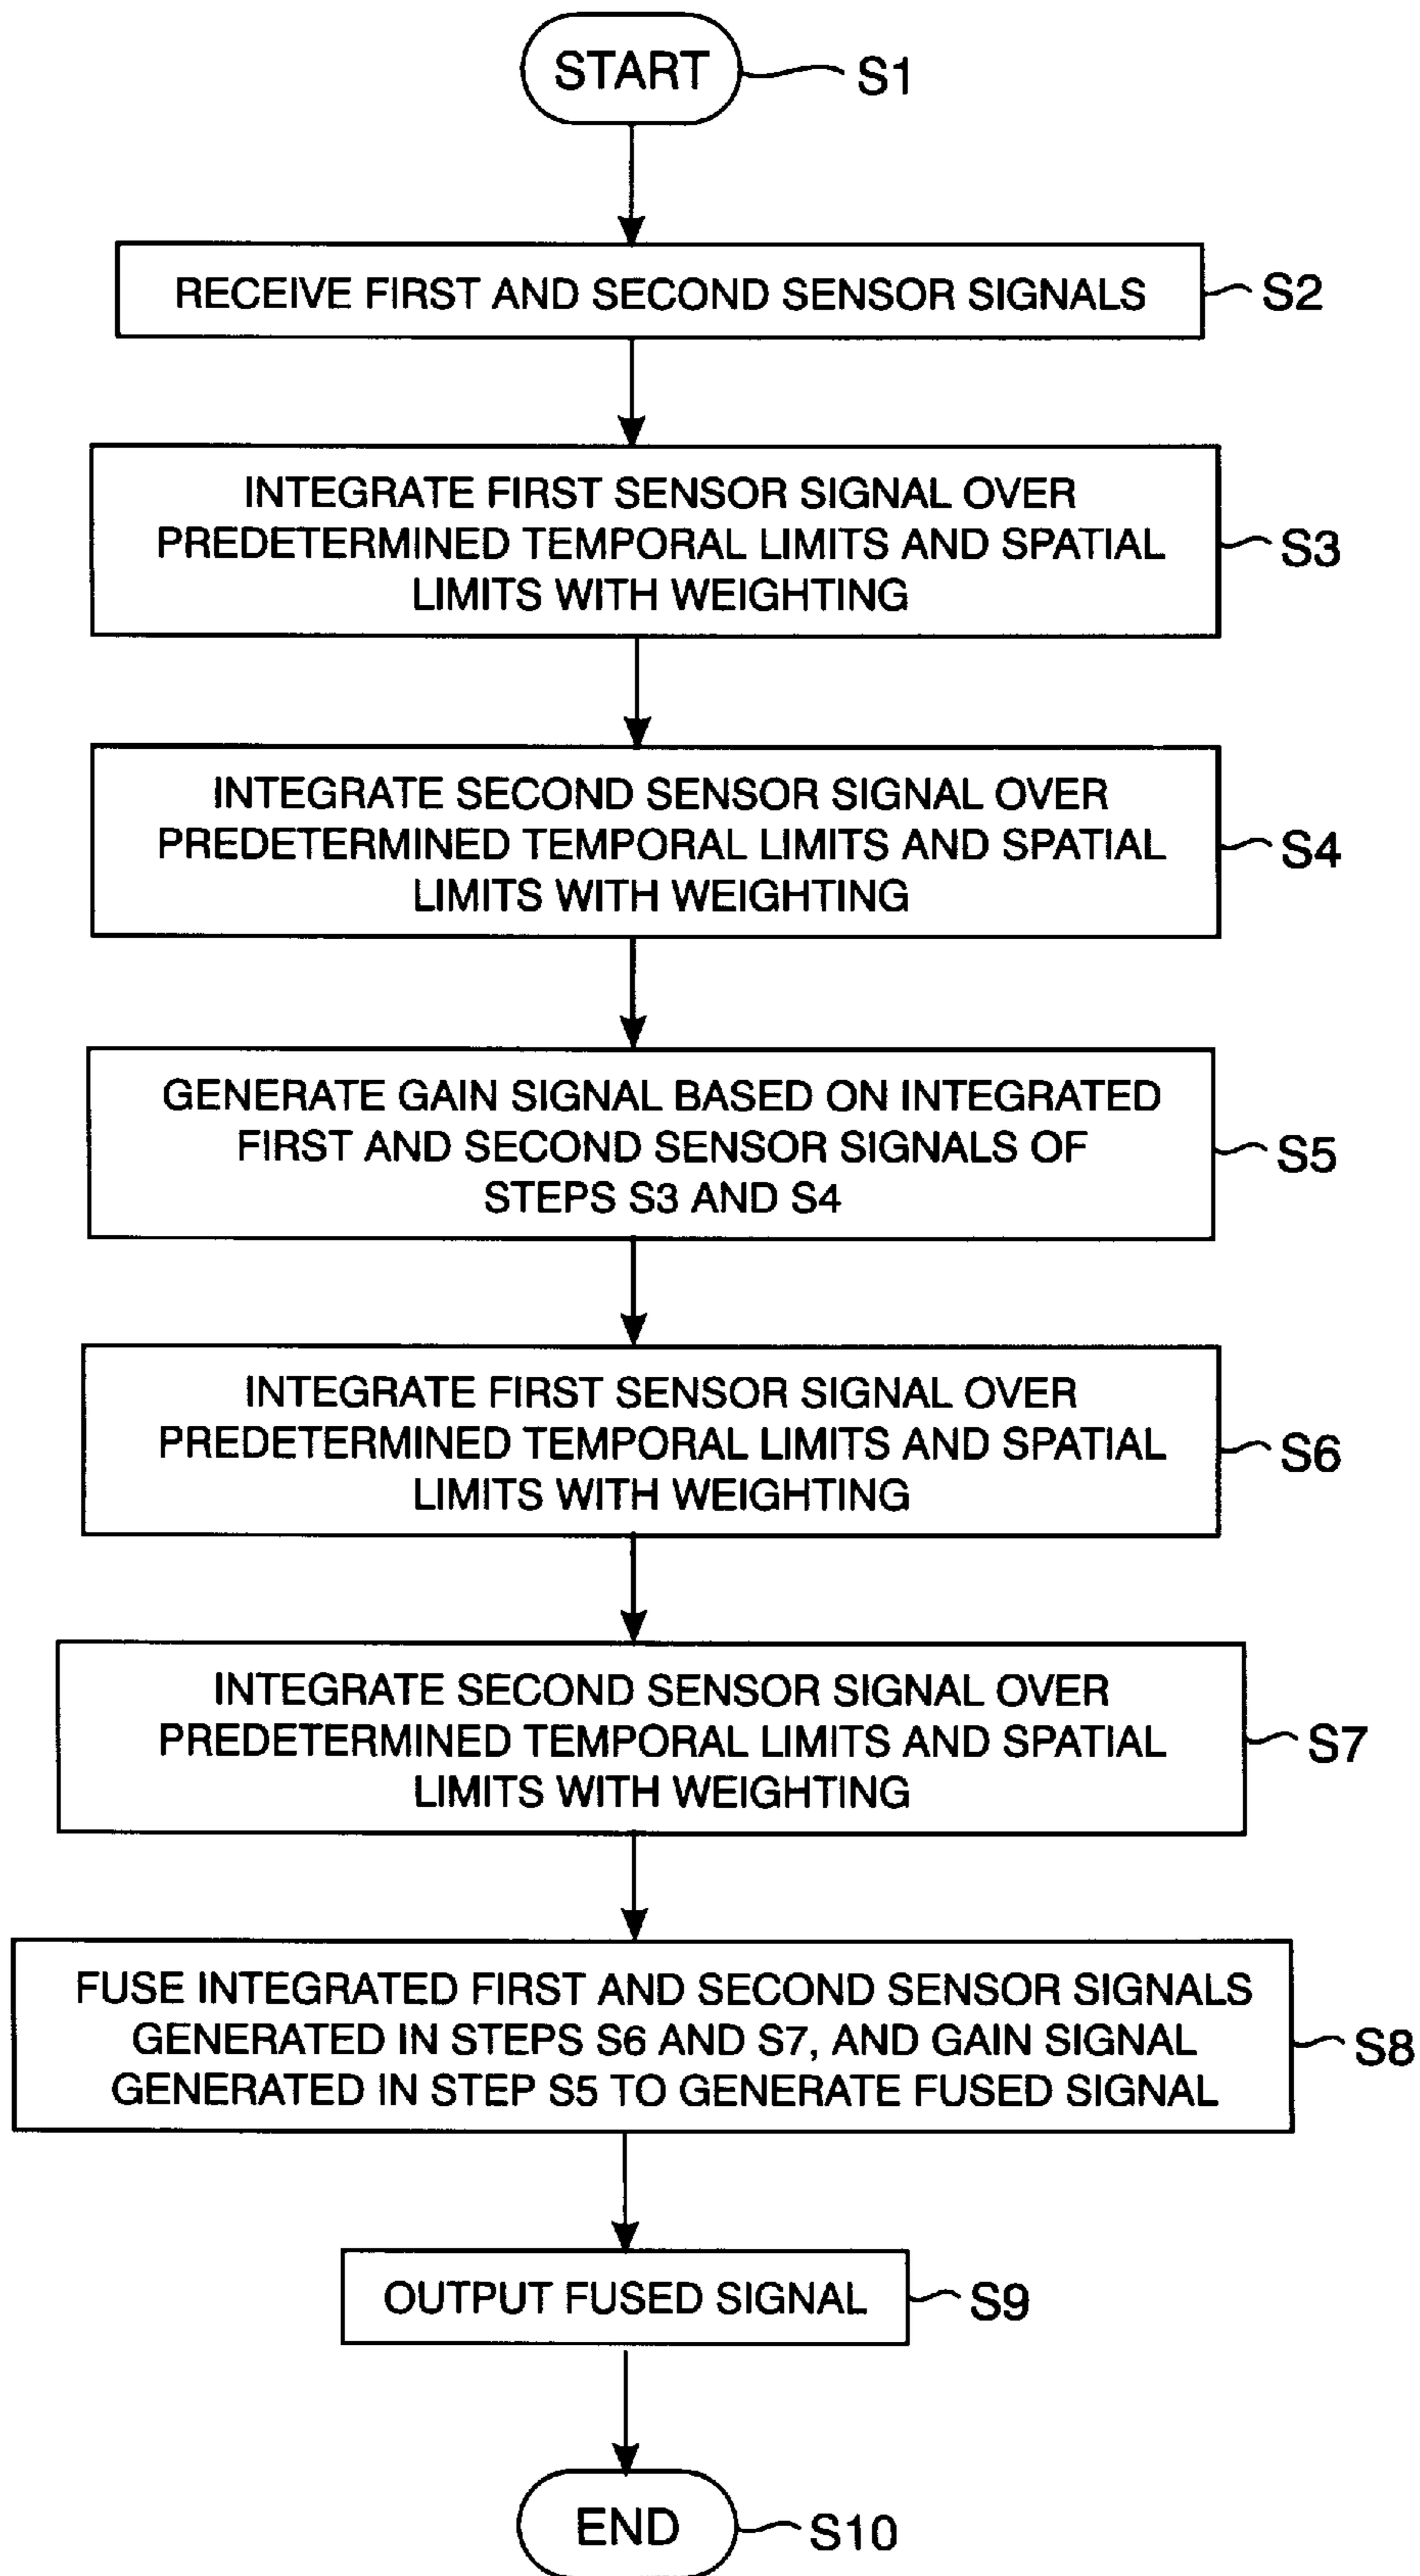 START
S1
RECEIVE FIRST AND SECOND SENSOR SIGNALS
S2
INTEGRATE FIRST SENSOR SIGNAL OVER
PREDETERMINED TEMPORAL LIMITS AND SPATIAL
LIMITS WITH WEIGHTING
S3
INTEGRATE SECOND SENSOR SIGNAL OVER
PREDETERMINED TEMPORAL LIMITS AND SPATIAL
LIMITS WITH WEIGHTING
S4
GENERATE GAIN SIGNAL BASED ON INTEGRATED
FIRST AND SECOND SENSOR SIGNALS OF
STEPS S3 AND S4
S5
INTEGRATE FIRST SENSOR SIGNAL OVER
PREDETERMINED TEMPORAL LIMITS AND SPATIAL
LIMITS WITH WEIGHTING
S6
INTEGRATE SECOND SENSOR SIGNAL OVER
PREDETERMINED TEMPORAL LIMITS AND SPATIAL
LIMITS WITH WEIGHTING
S7
FUSE INTEGRATED FIRST AND SECOND SENSOR SIGNALS
GENERATED IN STEPS S6 AND S7, AND GAIN SIGNAL
GENERATED IN STEP S5 TO GENERATE FUSED SIGNAL
S8
OUTPUT FUSED SIGNAL
S9
END
S10